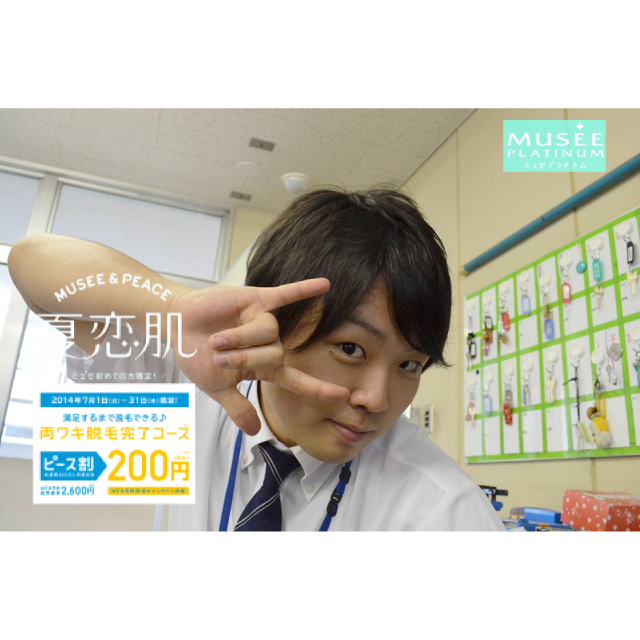 MUSÉE
PLATINUM
ミュゼプラチナム
MUSEE & PEACE
夏恋肌
ミュゼ初めての方限定!
2014年7月1日(火)〜31日(木)限定!
満足するまで脱毛できる♪
両ワキ脱毛完了コース
ピース割
200円
2,600円